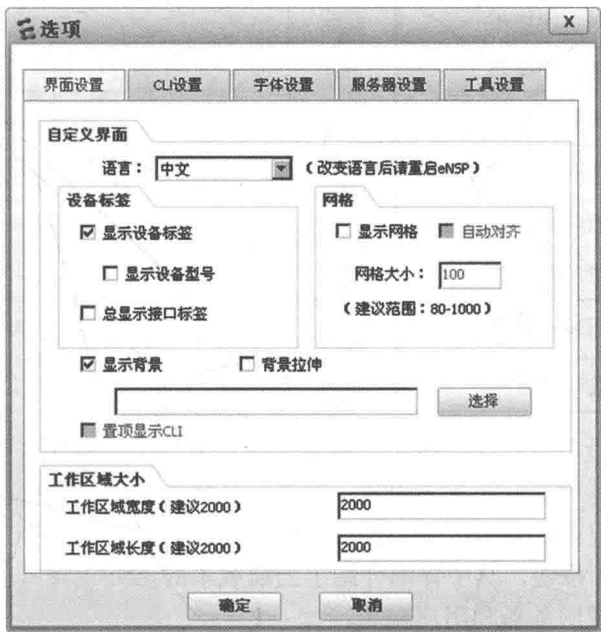 选项
X
界面设置 CLI设置 字体设置 服务器设置 工具设置
自定义界面
语言： 中文 （改变语言后请重启eNSP）
设备标签 网格
显示设备标签 显示网格 自动对齐
显示设备型号 网格大小： 100
总显示接口标签 （建议范围：80-1000）
显示背景 背景拉伸
选择
置顶显示CLI
工作区域大小
工作区域宽度（建议2000） 2000
工作区域长度（建议2000） 2000
确定 取消